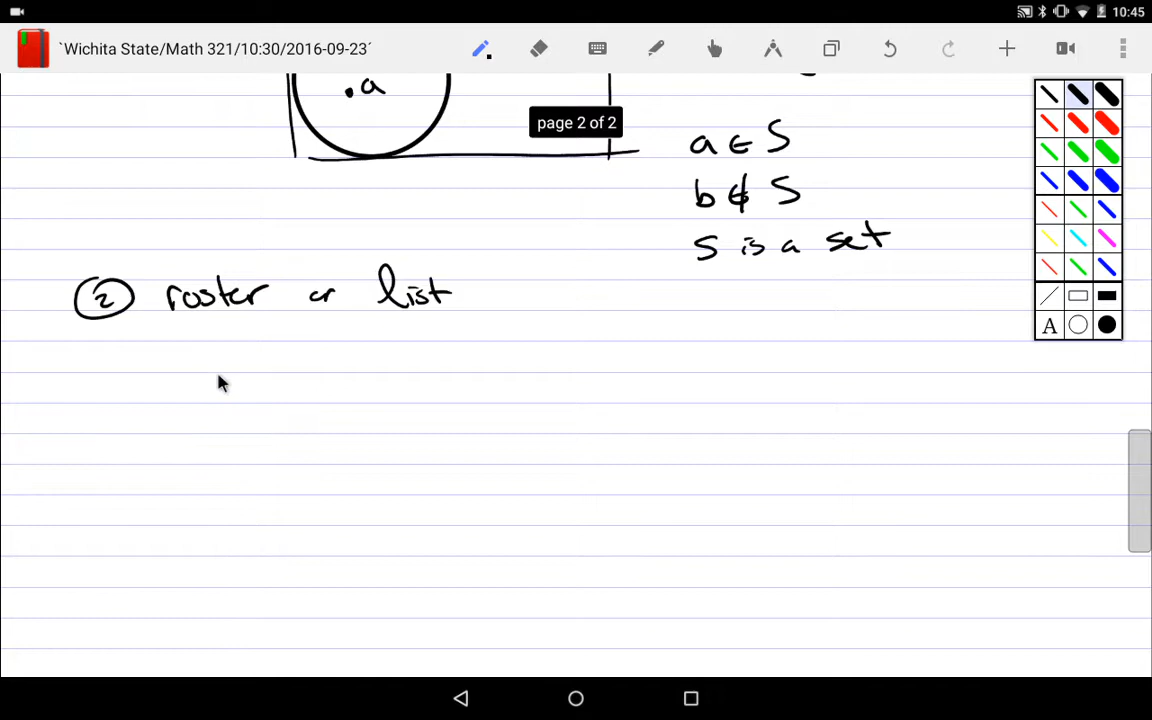 10:45
`Wichita State/Math 321/10:30/2016-09-23´
.a
page 2 of 2
a ∈ S
b ∉ S
S is a set
② roster or list
A